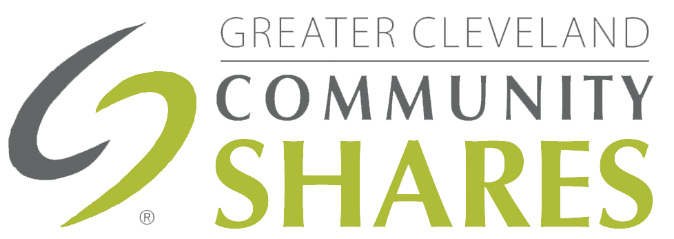 GREATER CLEVELAND
COMMUNITY
SHARES
®